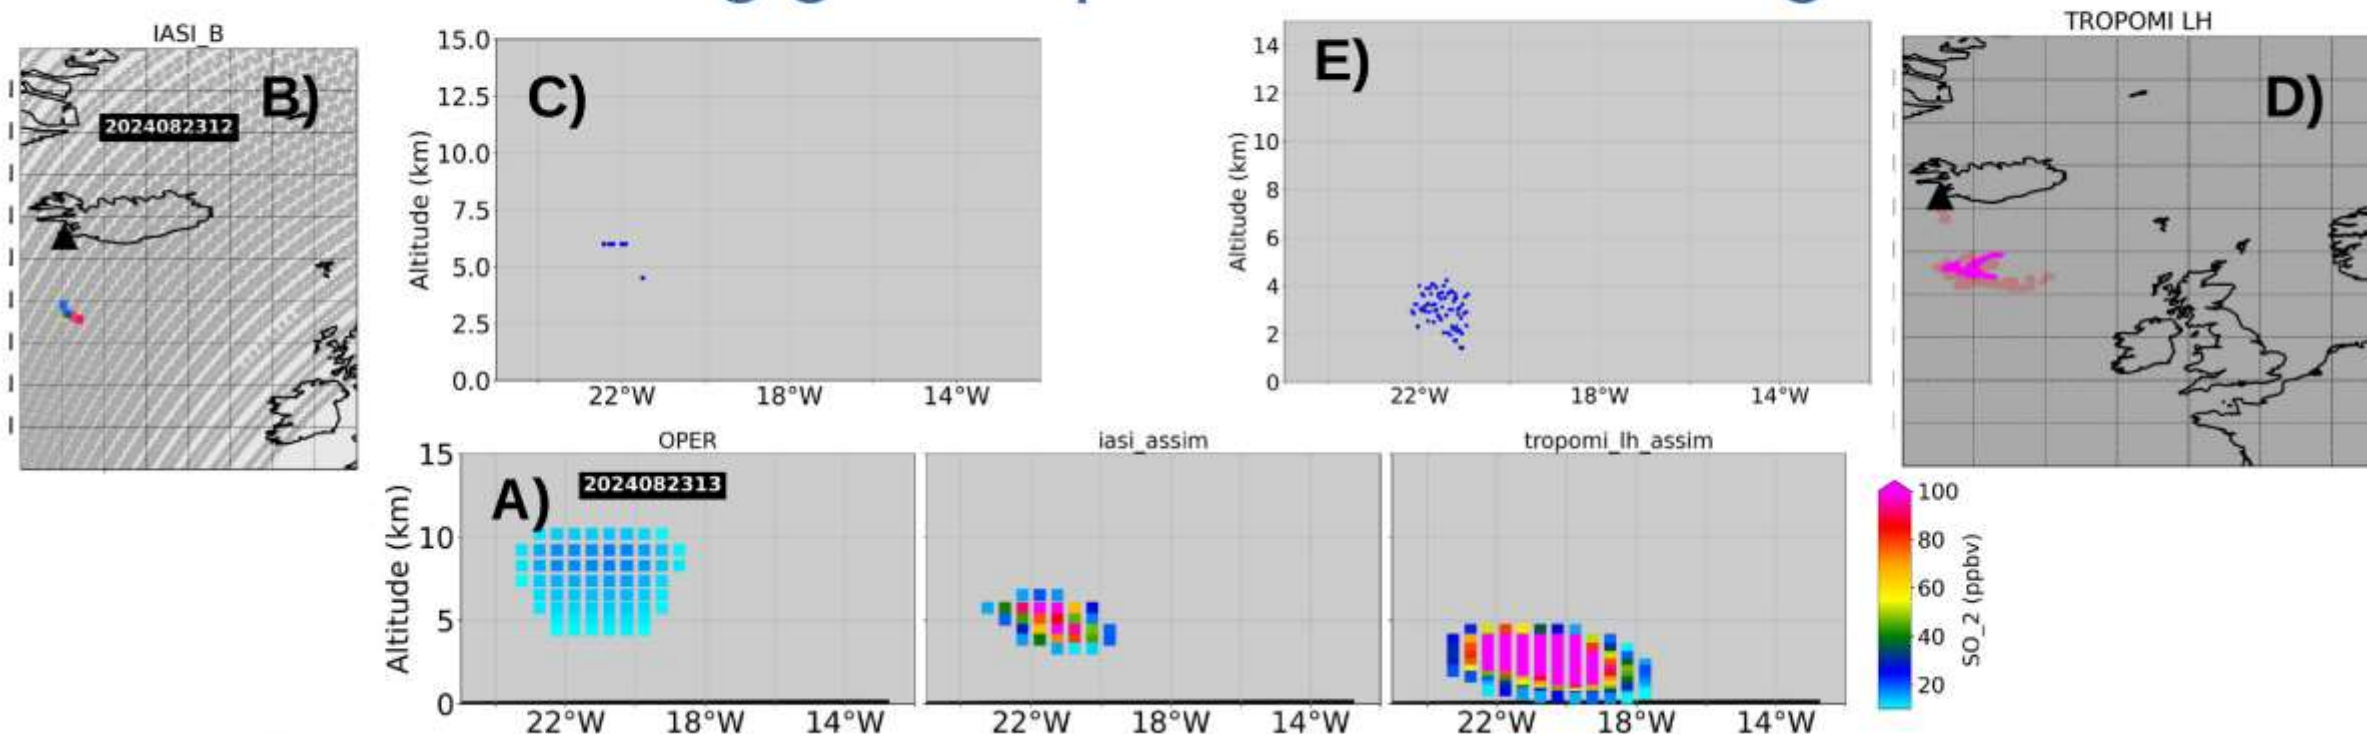 IASI_B
B)
2024082312
15.0
12.5
10.0
7.5
5.0
2.5
0.0
Altitude (km)
C)
22°W 18°W 14°W
14
12
10
8
6
4
2
0
Altitude (km)
E)
22°W 18°W 14°W
TROPOMI LH
D)
OPER
A)
2024082313
15
10
5
0
Altitude (km)
22°W 18°W 14°W
iasi_assim
22°W 18°W 14°W
tropomi_lh_assim
22°W 18°W 14°W
100
80
60
40
20
SO_2 (ppbv)